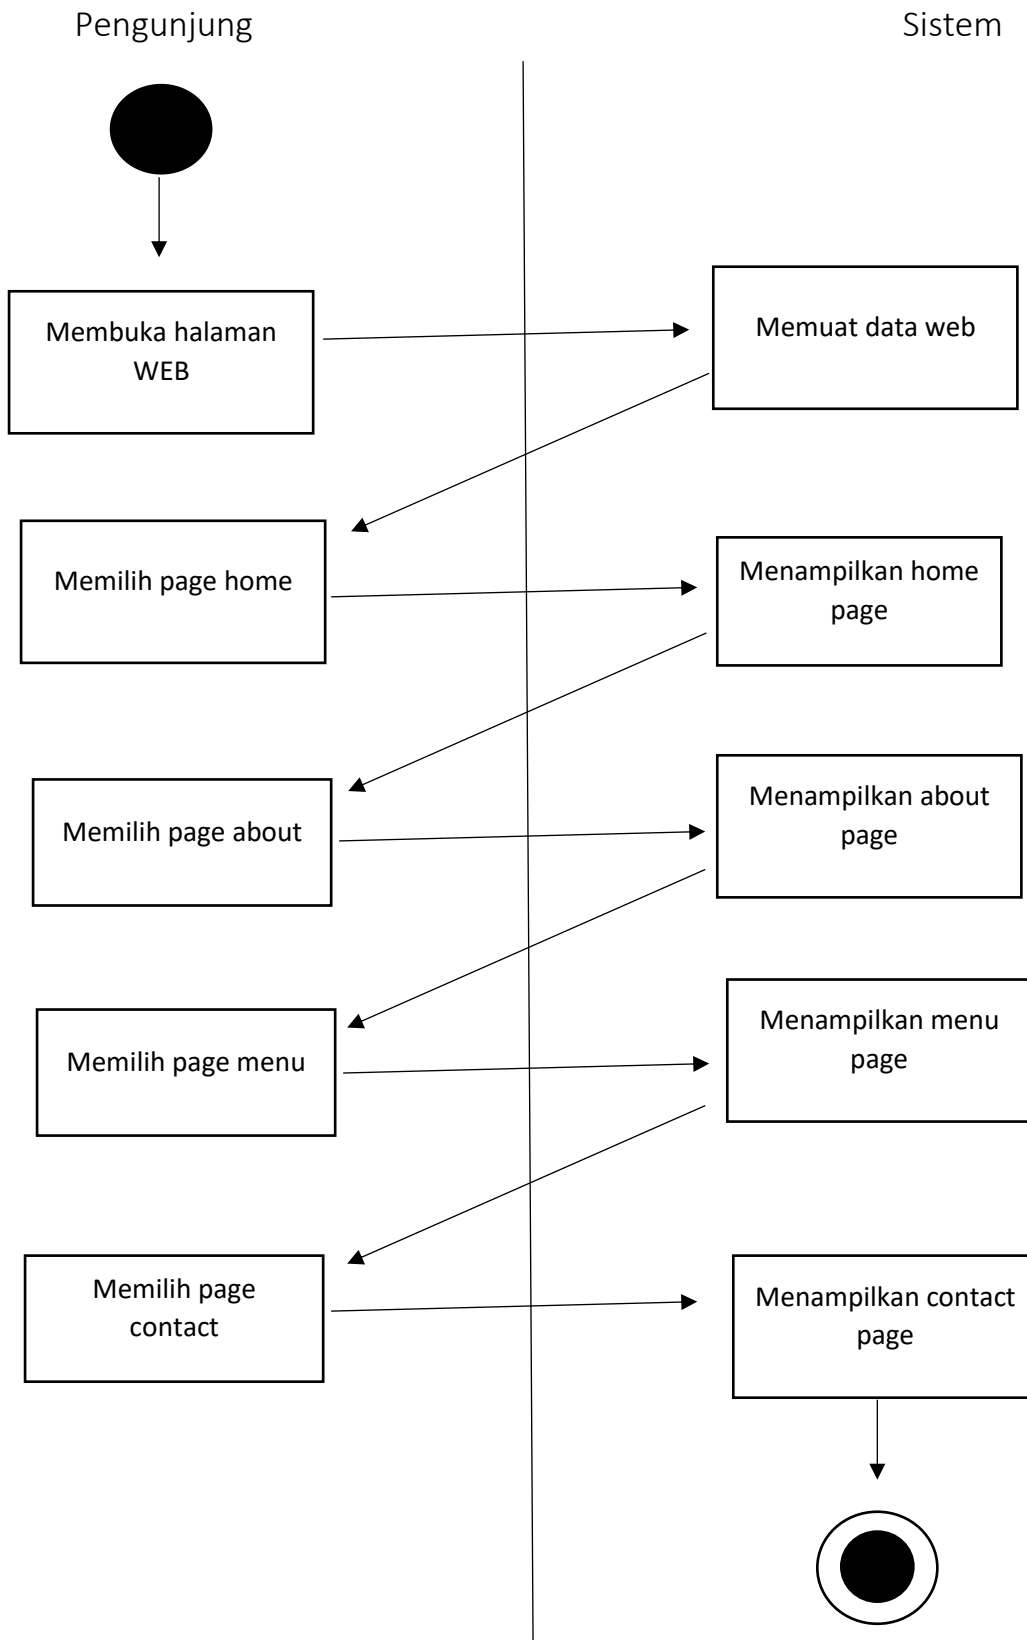 Pengunjung
Sistem
Membuka halaman
WEB
Memuat data web
Memilih page home
Menampilkan home
page
Memilih page about
Menampilkan about
page
Memilih page menu
Menampilkan menu
page
Memilih page
contact
Menampilkan contact
page